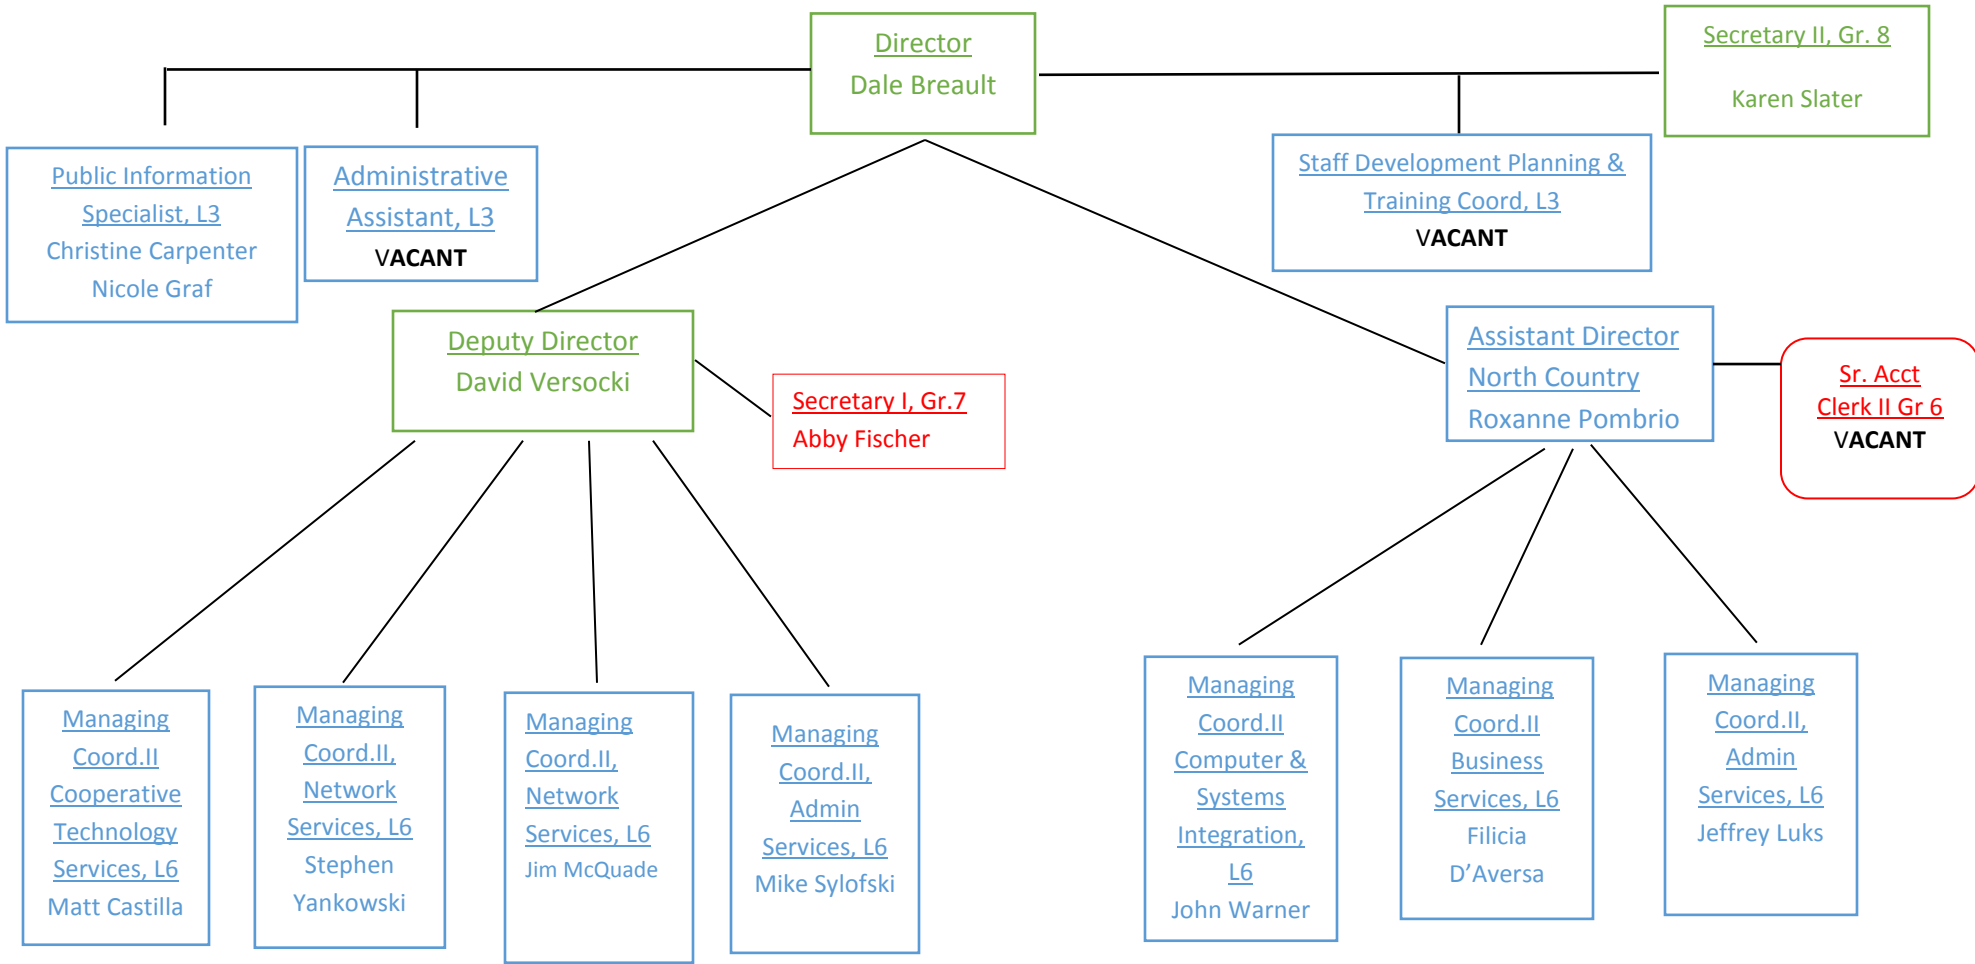 Director
Dale Breault
Secretary II, Gr. 8
Karen Slater
Public Information
Specialist, L3
Christine Carpenter
Nicole Graf
Administrative
Assistant, L3
VACANT
Staff Development Planning &
Training Coord, L3
VACANT
Deputy Director
David Versocki
Secretary I, Gr.7
Abby Fischer
Assistant Director
North Country
Roxanne Pombrio
Sr. Acct
Clerk II Gr 6
VACANT
Managing
Coord.II
Cooperative
Technology
Services, L6
Matt Castilla
Managing
Coord.II,
Network
Services, L6
Stephen
Yankowski
Managing
Coord.II,
Network
Services, L6
Jim McQuade
Managing
Coord.II,
Admin
Services, L6
Mike Sylofski
Managing
Coord.II
Computer &
Systems
Integration,
L6
John Warner
Managing
Coord.II
Business
Services, L6
Filicia
D’Aversa
Managing
Coord.II,
Admin
Services, L6
Jeffrey Luks